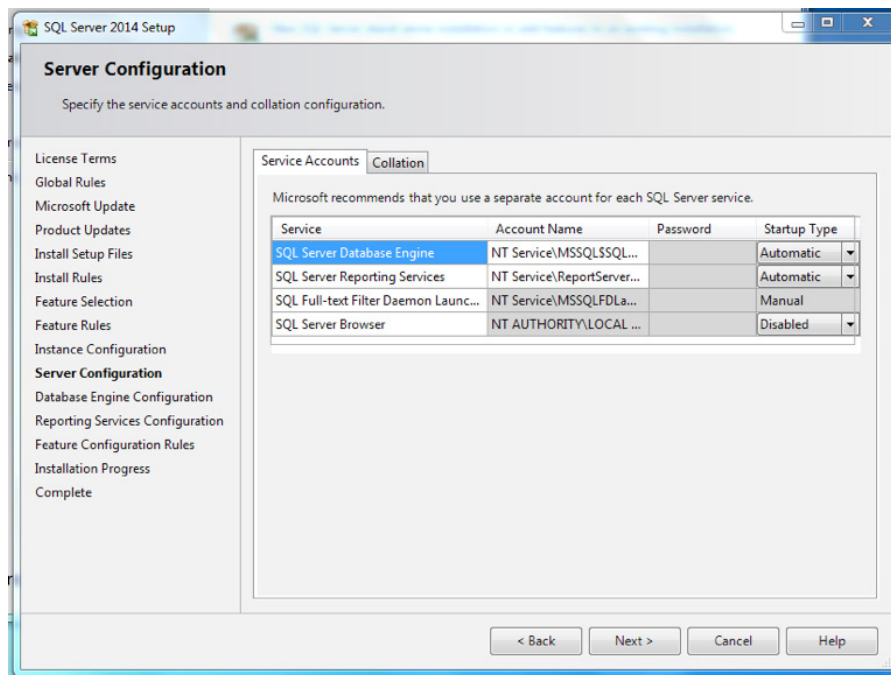 SQL Server 2014 Setup
Server Configuration
Specify the service accounts and collation configuration.
License Terms
Global Rules
Microsoft Update
Product Updates
Install Setup Files
Install Rules
Feature Selection
Feature Rules
Instance Configuration
Server Configuration
Database Engine Configuration
Reporting Services Configuration
Feature Configuration Rules
Installation Progress
Complete
Service Accounts Collation
Microsoft recommends that you use a separate account for each SQL Server service.
Service Account Name Password Startup Type
SQL Server Database Engine NT Service\MSSQL$SQL... Automatic
SQL Server Reporting Services NT Service\ReportServer... Automatic
SQL Full-text Filter Daemon Launc... NT Service\MSSQLFDLa... Manual
SQL Server Browser NT AUTHORITY\LOCAL ... Disabled
< Back Next > Cancel Help